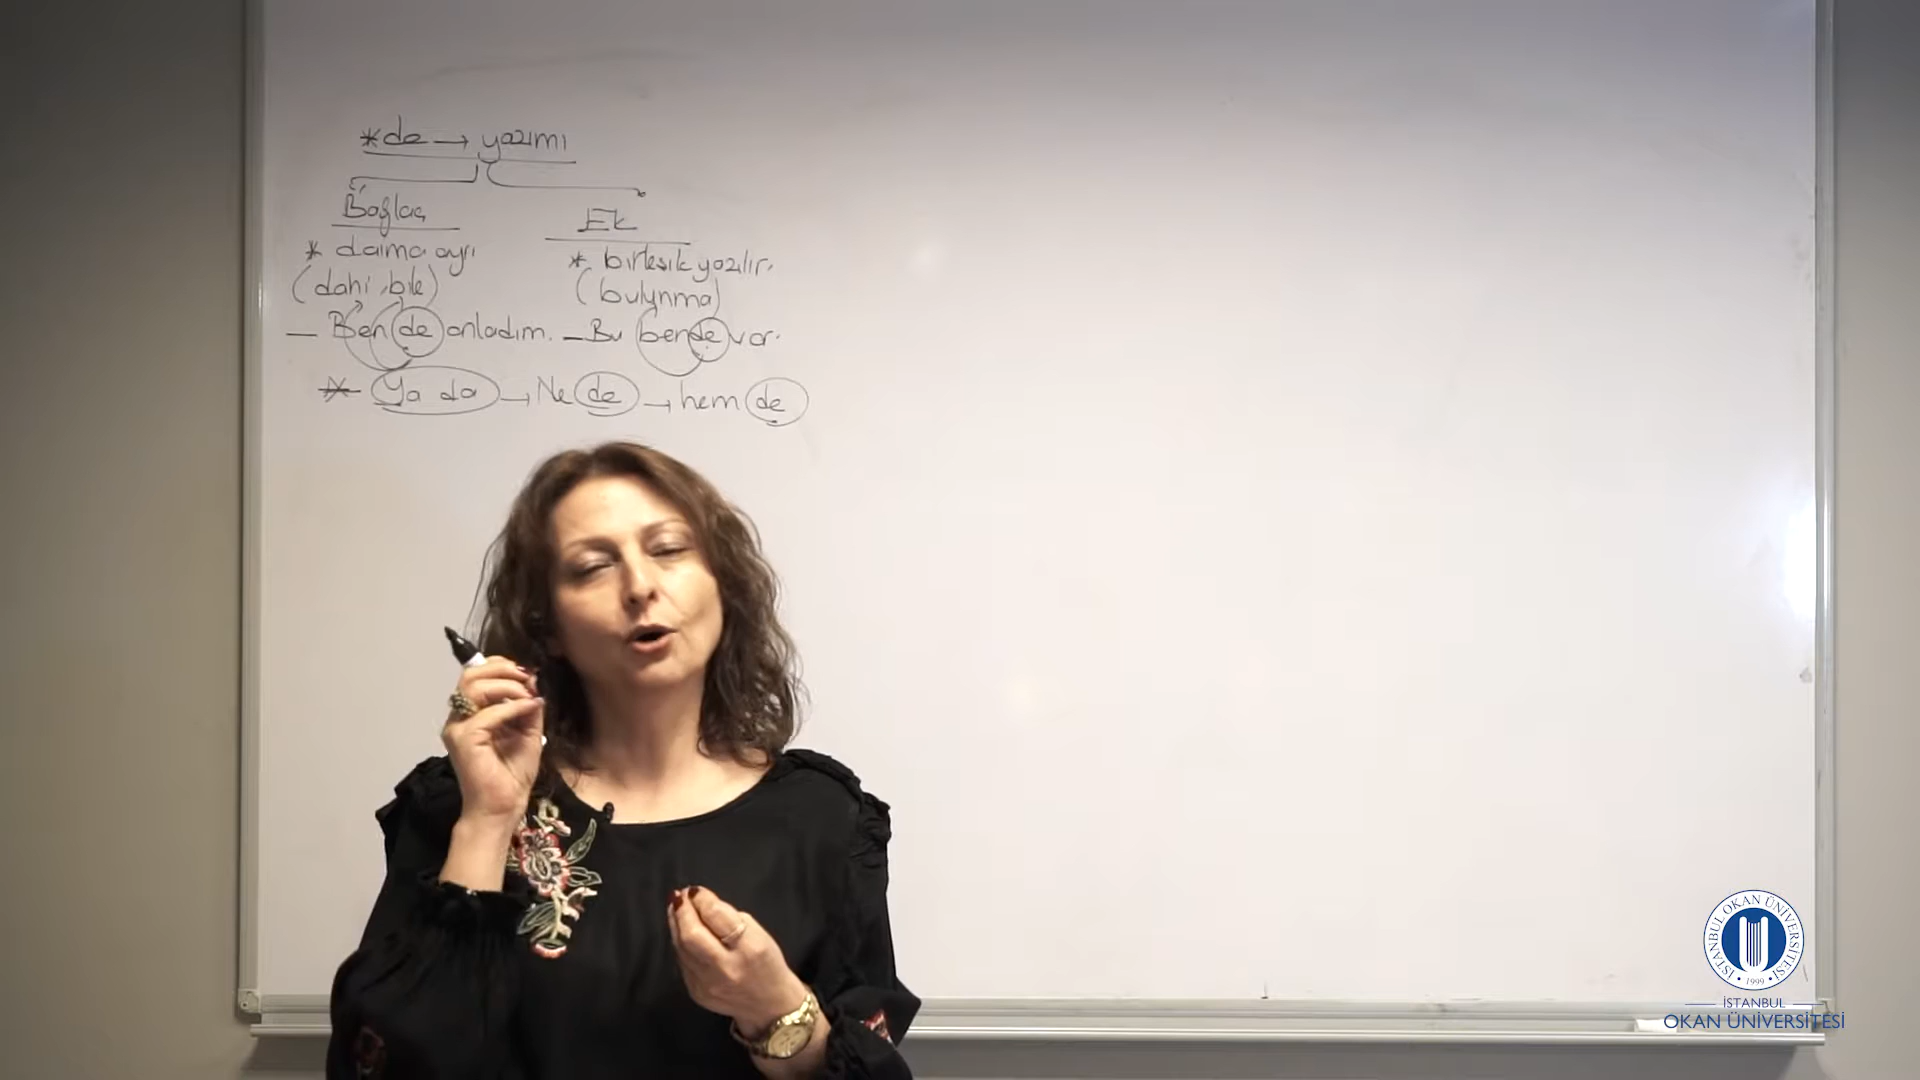 *de → yazımı
Bağlaç
* daima ayrı
(dahi, bile)
— Ben de anladım.
Ek
* birleşik yazılır.
(bulunma)
— Bu bende var.
* Ya da → Ne de → hem de
İSTANBUL OKAN ÜNİVERSİTESİ
• 1999 •
İSTANBUL
OKAN ÜNİVERSİTESİ